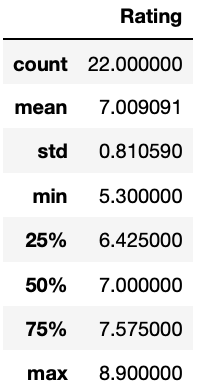 Rating
count 22.000000
mean 7.009091
std 0.810590
min 5.300000
25% 6.425000
50% 7.000000
75% 7.575000
max 8.900000